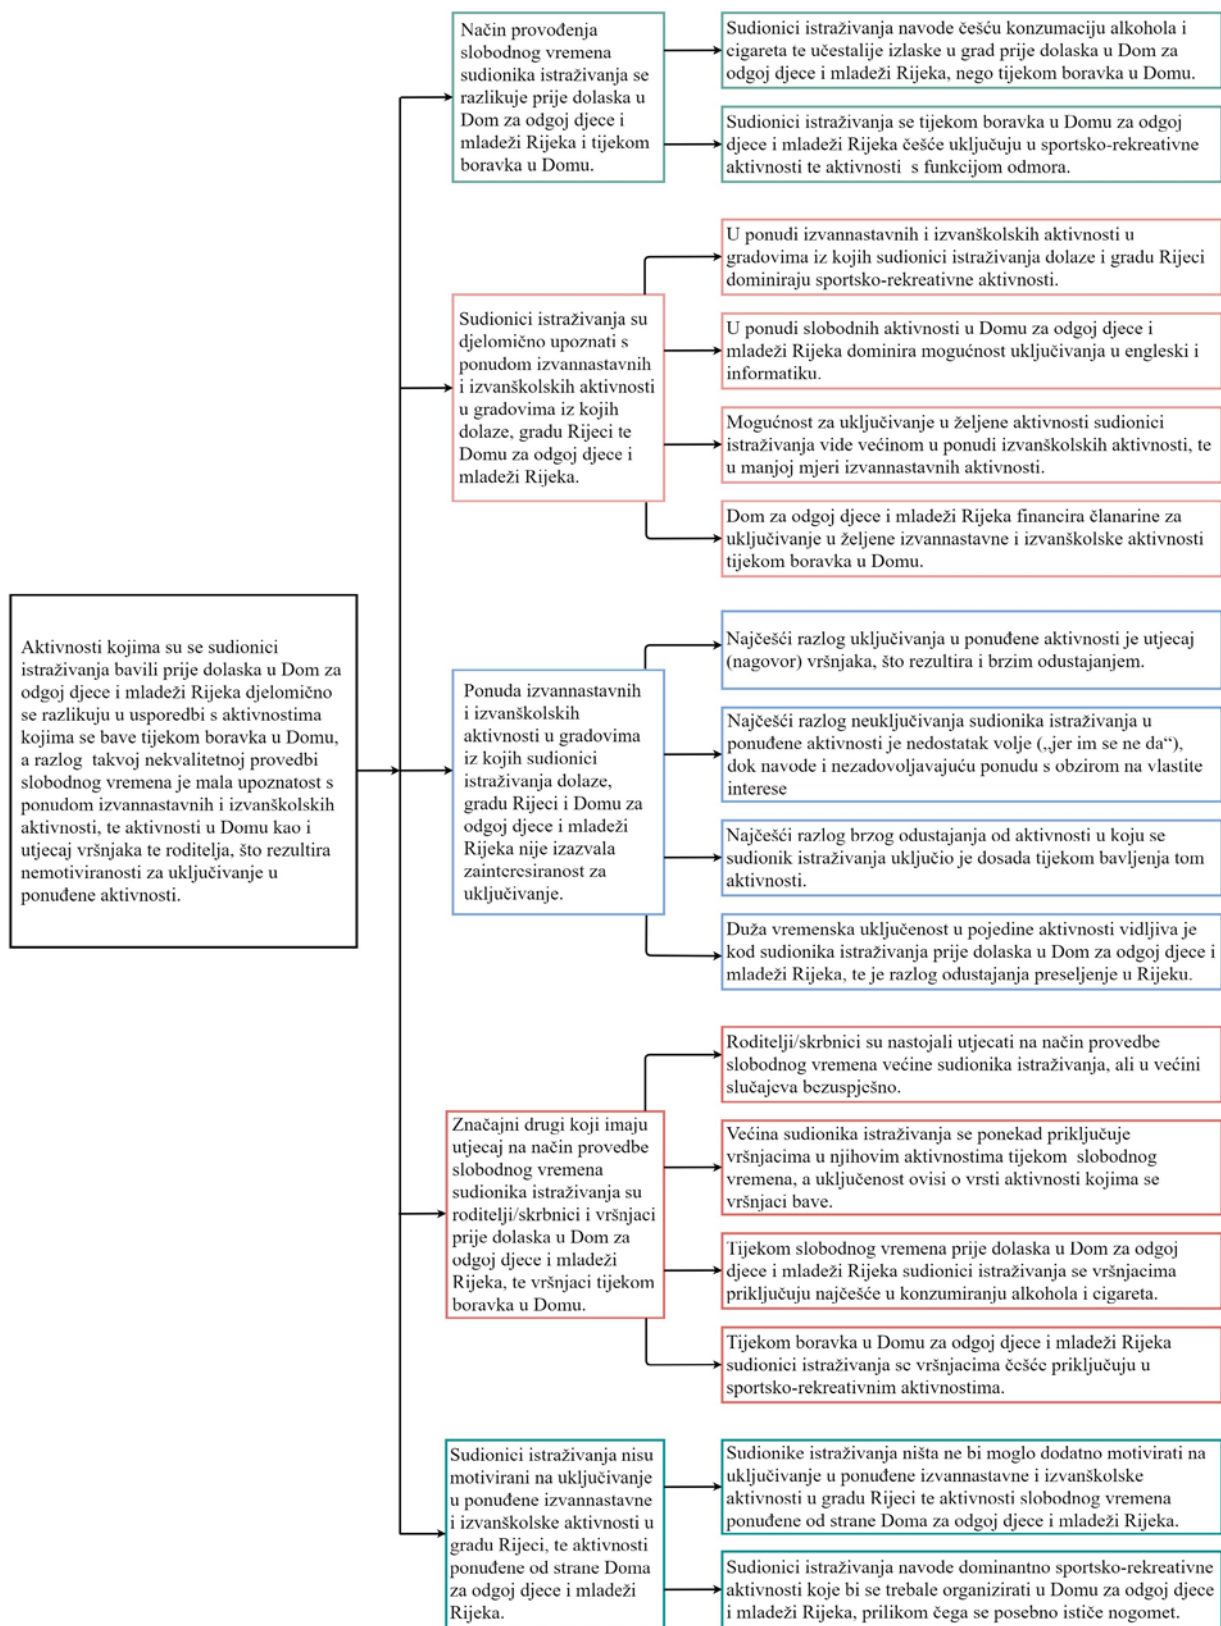 Način provođenja
slobodnog vremena
sudionika istraživanja se
razlikuje prije dolaska u
Dom za odgoj djece i
mladeži Rijeka i tijekom
boravka u Domu.
Sudionici istraživanja navode češću konzumaciju alkohola i
cigareta te učestalije izlaske u grad prije dolaska u Dom za
odgoj djece i mladeži Rijeka, nego tijekom boravka u Domu.
Sudionici istraživanja se tijekom boravka u Domu za odgoj
djece i mladeži Rijeka češće uključuju u sportsko-rekreativne
aktivnosti te aktivnosti s funkcijom odmora.
Sudionici istraživanja su
djelomično upoznati s
ponudom izvannastavnih
i izvanškolskih aktivnosti
u gradovima iz kojih
dolaze, gradu Rijeci te
Domu za odgoj djece i
mladeži Rijeka.
U ponudi izvannastavnih i izvanškolskih aktivnosti u
gradovima iz kojih sudionici istraživanja dolaze i gradu Rijeci
dominiraju sportsko-rekreativne aktivnosti.
U ponudi slobodnih aktivnosti u Domu za odgoj djece i
mladeži Rijeka dominira mogućnost uključivanja u engleski i
informatiku.
Mogućnost za uključivanje u željene aktivnosti sudionici
istraživanja vide većinom u ponudi izvanškolskih aktivnosti, te
u manjoj mjeri izvannastavnih aktivnosti.
Dom za odgoj djece i mladeži Rijeka financira članarine za
uključivanje u željene izvannastavne i izvanškolske aktivnosti
tijekom boravka u Domu.
Aktivnosti kojima su se sudionici
istraživanja bavili prije dolaska u Dom za
odgoj djece i mladeži Rijeka djelomično
se razlikuju u usporedbi s aktivnostima
kojima se bave tijekom boravka u Domu,
a razlog takvoj nekvalitetnoj provedbi
slobodnog vremena je mala upoznatost s
ponudom izvannastavnih i izvanškolskih
aktivnosti, te aktivnosti u Domu kao i
utjecaj vršnjaka te roditelja, što rezultira
nemotiviranosti za uključivanje u
ponuđene aktivnosti.
Ponuda izvannastavnih
i izvanškolskih
aktivnosti u gradovima
iz kojih sudionici
istraživanja dolaze,
gradu Rijeci i Domu za
odgoj djece i mladeži
Rijeka nije izazvala
zainteresiranost za
uključivanje.
Najčešći razlog uključivanja u ponuđene aktivnosti je utjecaj
(nagovor) vršnjaka, što rezultira i brzim odustajanjem.
Najčešći razlog neuključivanja sudionika istraživanja u
ponuđene aktivnosti je nedostatak volje („jer im se ne da“),
dok navode i nezadovoljavajuću ponudu s obzirom na vlastite
interese
Najčešći razlog brzog odustajanja od aktivnosti u koju se
sudionik istraživanja uključio je dosada tijekom bavljenja tom
aktivnosti.
Duža vremenska uključenost u pojedine aktivnosti vidljiva je
kod sudionika istraživanja prije dolaska u Dom za odgoj djece i
mladeži Rijeka, te je razlog odustajanja preseljenje u Rijeku.
Značajni drugi koji imaju
utjecaj na način provedbe
slobodnog vremena
sudionika istraživanja su
roditelji/skrbnici i vršnjaci
prije dolaska u Dom za
odgoj djece i mladeži
Rijeka, te vršnjaci tijekom
boravka u Domu.
Roditelji/skrbnici su nastojali utjecati na način provedbe
slobodnog vremena većine sudionika istraživanja, ali u većini
slučajeva bezuspješno.
Većina sudionika istraživanja se ponekad priključuje
vršnjacima u njihovim aktivnostima tijekom slobodnog
vremena, a uključenost ovisi o vrsti aktivnosti kojima se
vršnjaci bave.
Tijekom slobodnog vremena prije dolaska u Dom za odgoj
djece i mladeži Rijeka sudionici istraživanja se vršnjacima
priključuju najčešće u konzumiranju alkohola i cigareta.
Tijekom boravka u Domu za odgoj djece i mladeži Rijeka
sudionici istraživanja se vršnjacima češće priključuju u
sportsko-rekreativnim aktivnostima.
Sudionici istraživanja nisu
motivirani na uključivanje
u ponuđene izvannastavne
i izvanškolske aktivnosti u
gradu Rijeci, te aktivnosti
ponuđene od strane Doma
za odgoj djece i mladeži
Rijeka.
Sudionike istraživanja ništa ne bi moglo dodatno motivirati na
uključivanje u ponuđene izvannastavne i izvanškolske
aktivnosti u gradu Rijeci te aktivnosti slobodnog vremena
ponuđene od strane Doma za odgoj djece i mladeži Rijeka.
Sudionici istraživanja navode dominantno sportsko-rekreativne
aktivnosti koje bi se trebale organizirati u Domu za odgoj djece
i mladeži Rijeka, prilikom čega se posebno ističe nogomet.